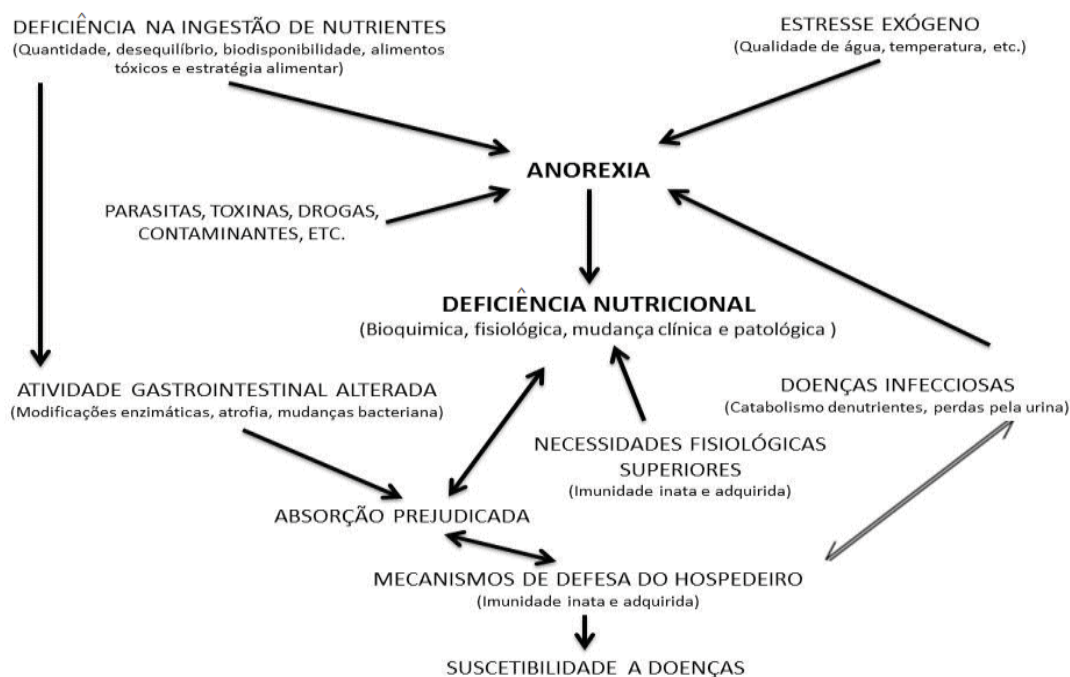 DEFICIÊNCIA NA INGESTÃO DE NUTRIENTES
(Quantidade, desequilíbrio, biodisponibilidade, alimentos
tóxicos e estratégia alimentar)
ESTRESSE EXÓGENO
(Qualidade de água, temperatura, etc.)
ANOREXIA
PARASITAS, TOXINAS, DROGAS,
CONTAMINANTES, ETC.
DEFICIÊNCIA NUTRICIONAL
(Bioquimica, fisiológica, mudança clínica e patológica )
ATIVIDADE GASTROINTESTINAL ALTERADA
(Modificações enzimáticas, atrofia, mudanças bacteriana)
DOENÇAS INFECCIOSAS
(Catabolismo denutrientes, perdas pela urina)
NECESSIDADES FISIOLÓGICAS
SUPERIORES
(Imunidade inata e adquirida)
ABSORÇÃO PREJUDICADA
MECANISMOS DE DEFESA DO HOSPEDEIRO
(Imunidade inata e adquirida)
SUSCETIBILIDADE A DOENÇAS